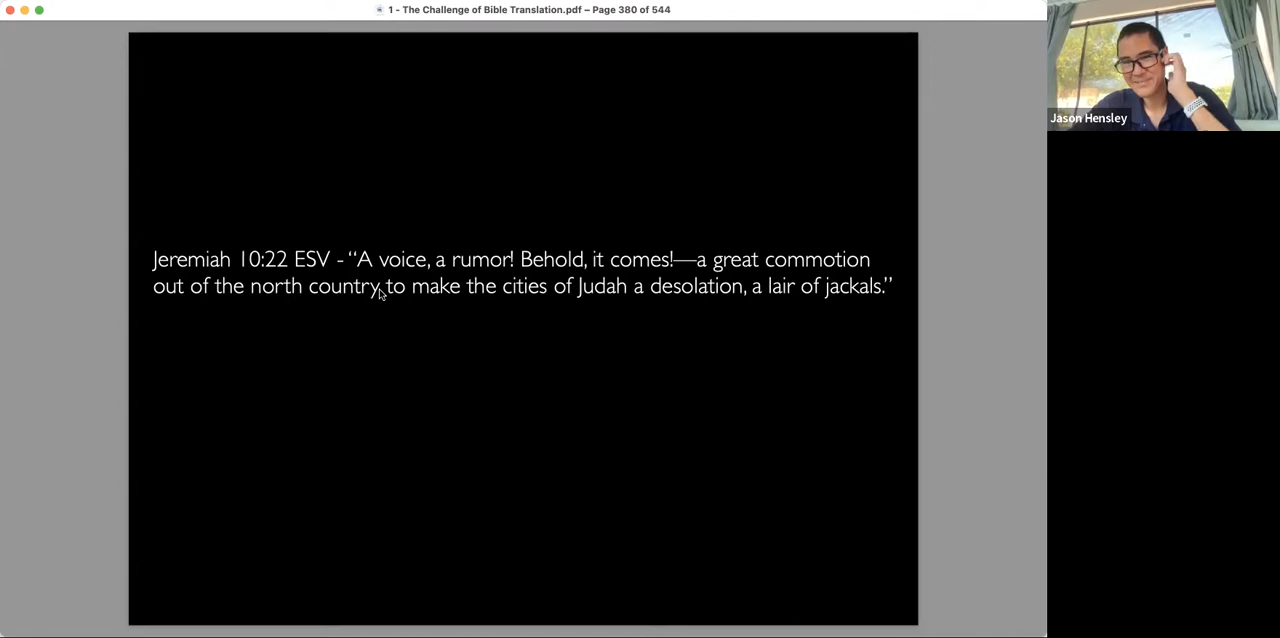 1 - The Challenge of Bible Translation.pdf – Page 380 of 544
Jason Hensley
Jeremiah 10:22 ESV - “A voice, a rumor! Behold, it comes!—a great commotion
out of the north country to make the cities of Judah a desolation, a lair of jackals.”